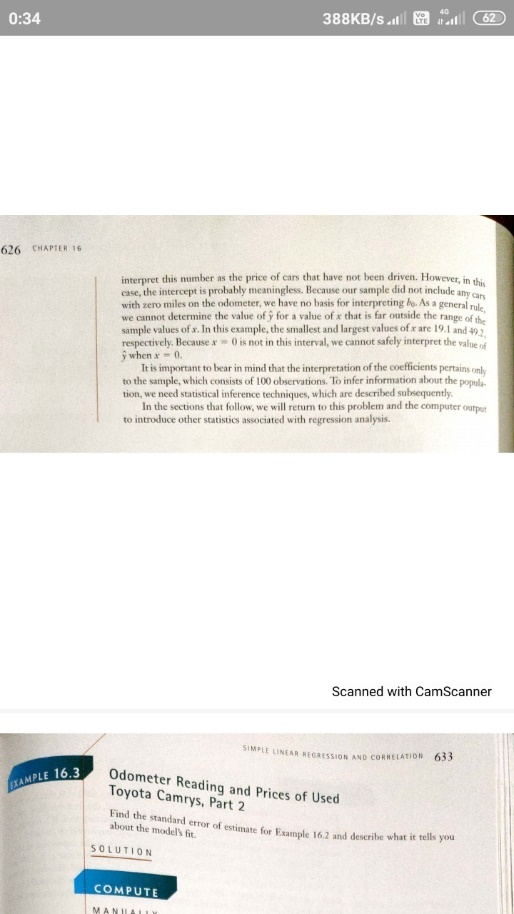 0:34 388KB/s 4G 62
626 CHAPTER 16
interpret this number as the price of cars that have not been driven. However, in this
case, the intercept is probably meaningless. Because our sample did not include any cars
with zero miles on the odometer, we have no basis for interpreting b₀. As a general rule,
we cannot determine the value of ŷ for a value of x that is far outside the range of the
sample values of x. In this example, the smallest and largest values of x are 19.1 and 49.2,
respectively. Because x = 0 is not in this interval, we cannot safely interpret the value of
ŷ when x = 0.
It is important to bear in mind that the interpretation of the coefficients pertains only
to the sample, which consists of 100 observations. To infer information about the popula-
tion, we need statistical inference techniques, which are described subsequently.
In the sections that follow, we will return to this problem and the computer output
to introduce other statistics associated with regression analysis.
Scanned with CamScanner
SIMPLE LINEAR REGRESSION AND CORRELATION 633
EXAMPLE 16.3
Odometer Reading and Prices of Used
Toyota Camrys, Part 2
Find the standard error of estimate for Example 16.2 and describe what it tells you
about the model's fit.
SOLUTION
COMPUTE
MANUALLY